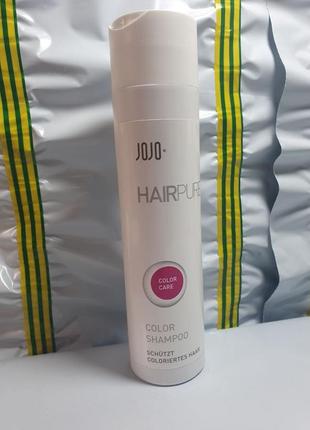 JOJO
HAIRPURE
COLOR
CARE
COLOR
SHAMPOO
SCHÜTZT
COLORIERTES HAAR